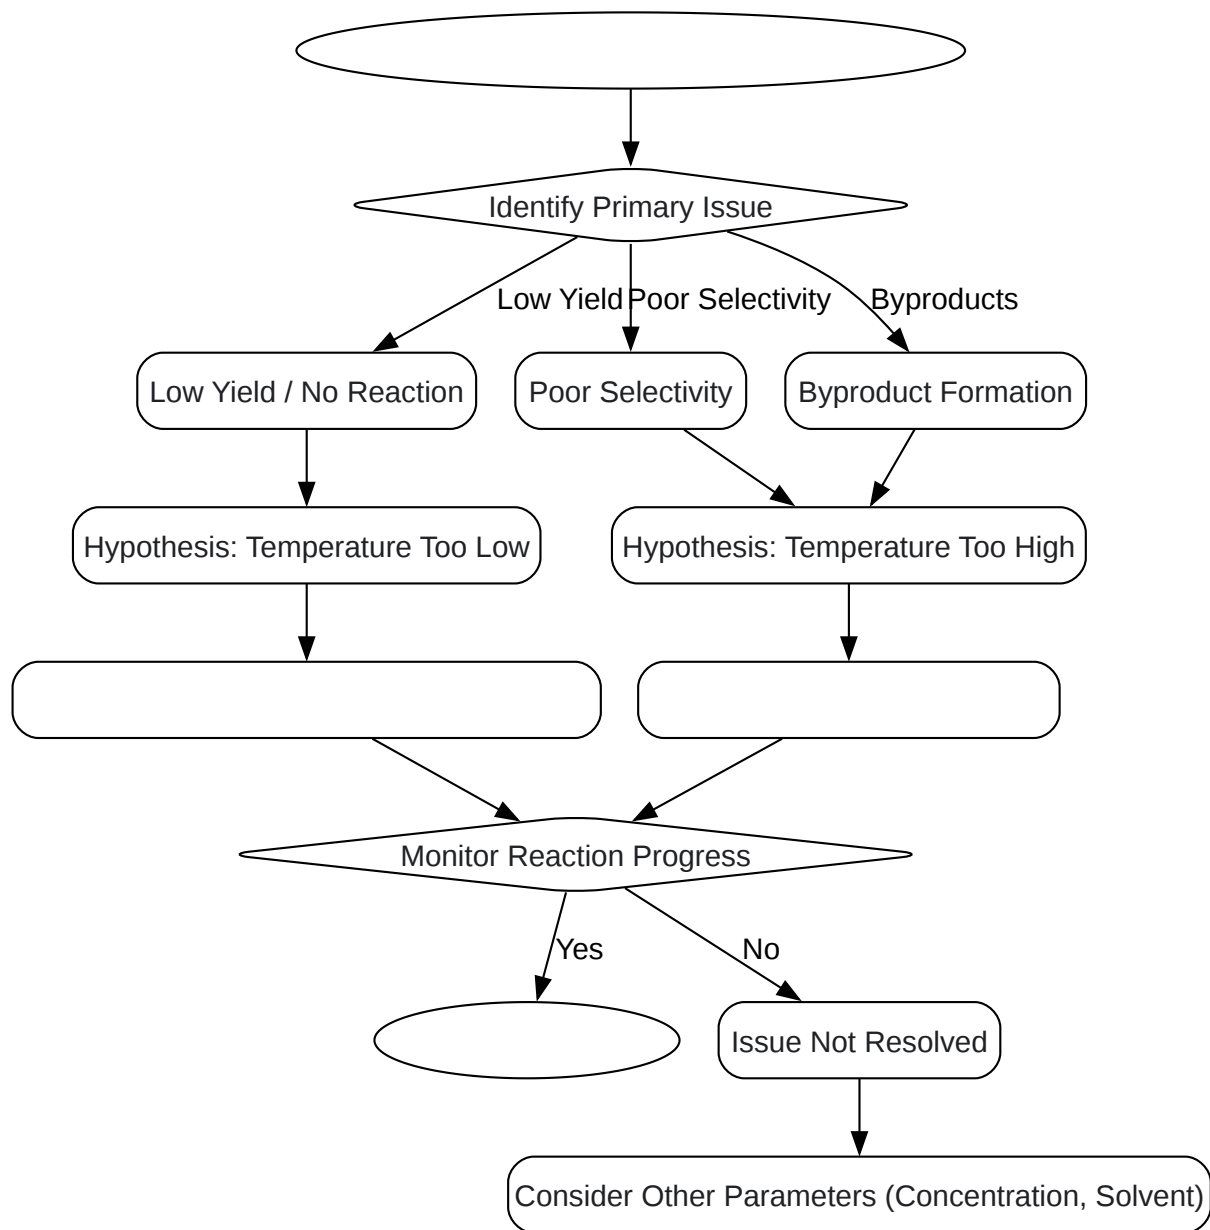 Identify Primary Issue
Low Yield
Poor Selectivity
Byproducts
Low Yield / No Reaction
Poor Selectivity
Byproduct Formation
Hypothesis: Temperature Too Low
Hypothesis: Temperature Too High
Monitor Reaction Progress
Yes
No
Issue Not Resolved
Consider Other Parameters (Concentration, Solvent)